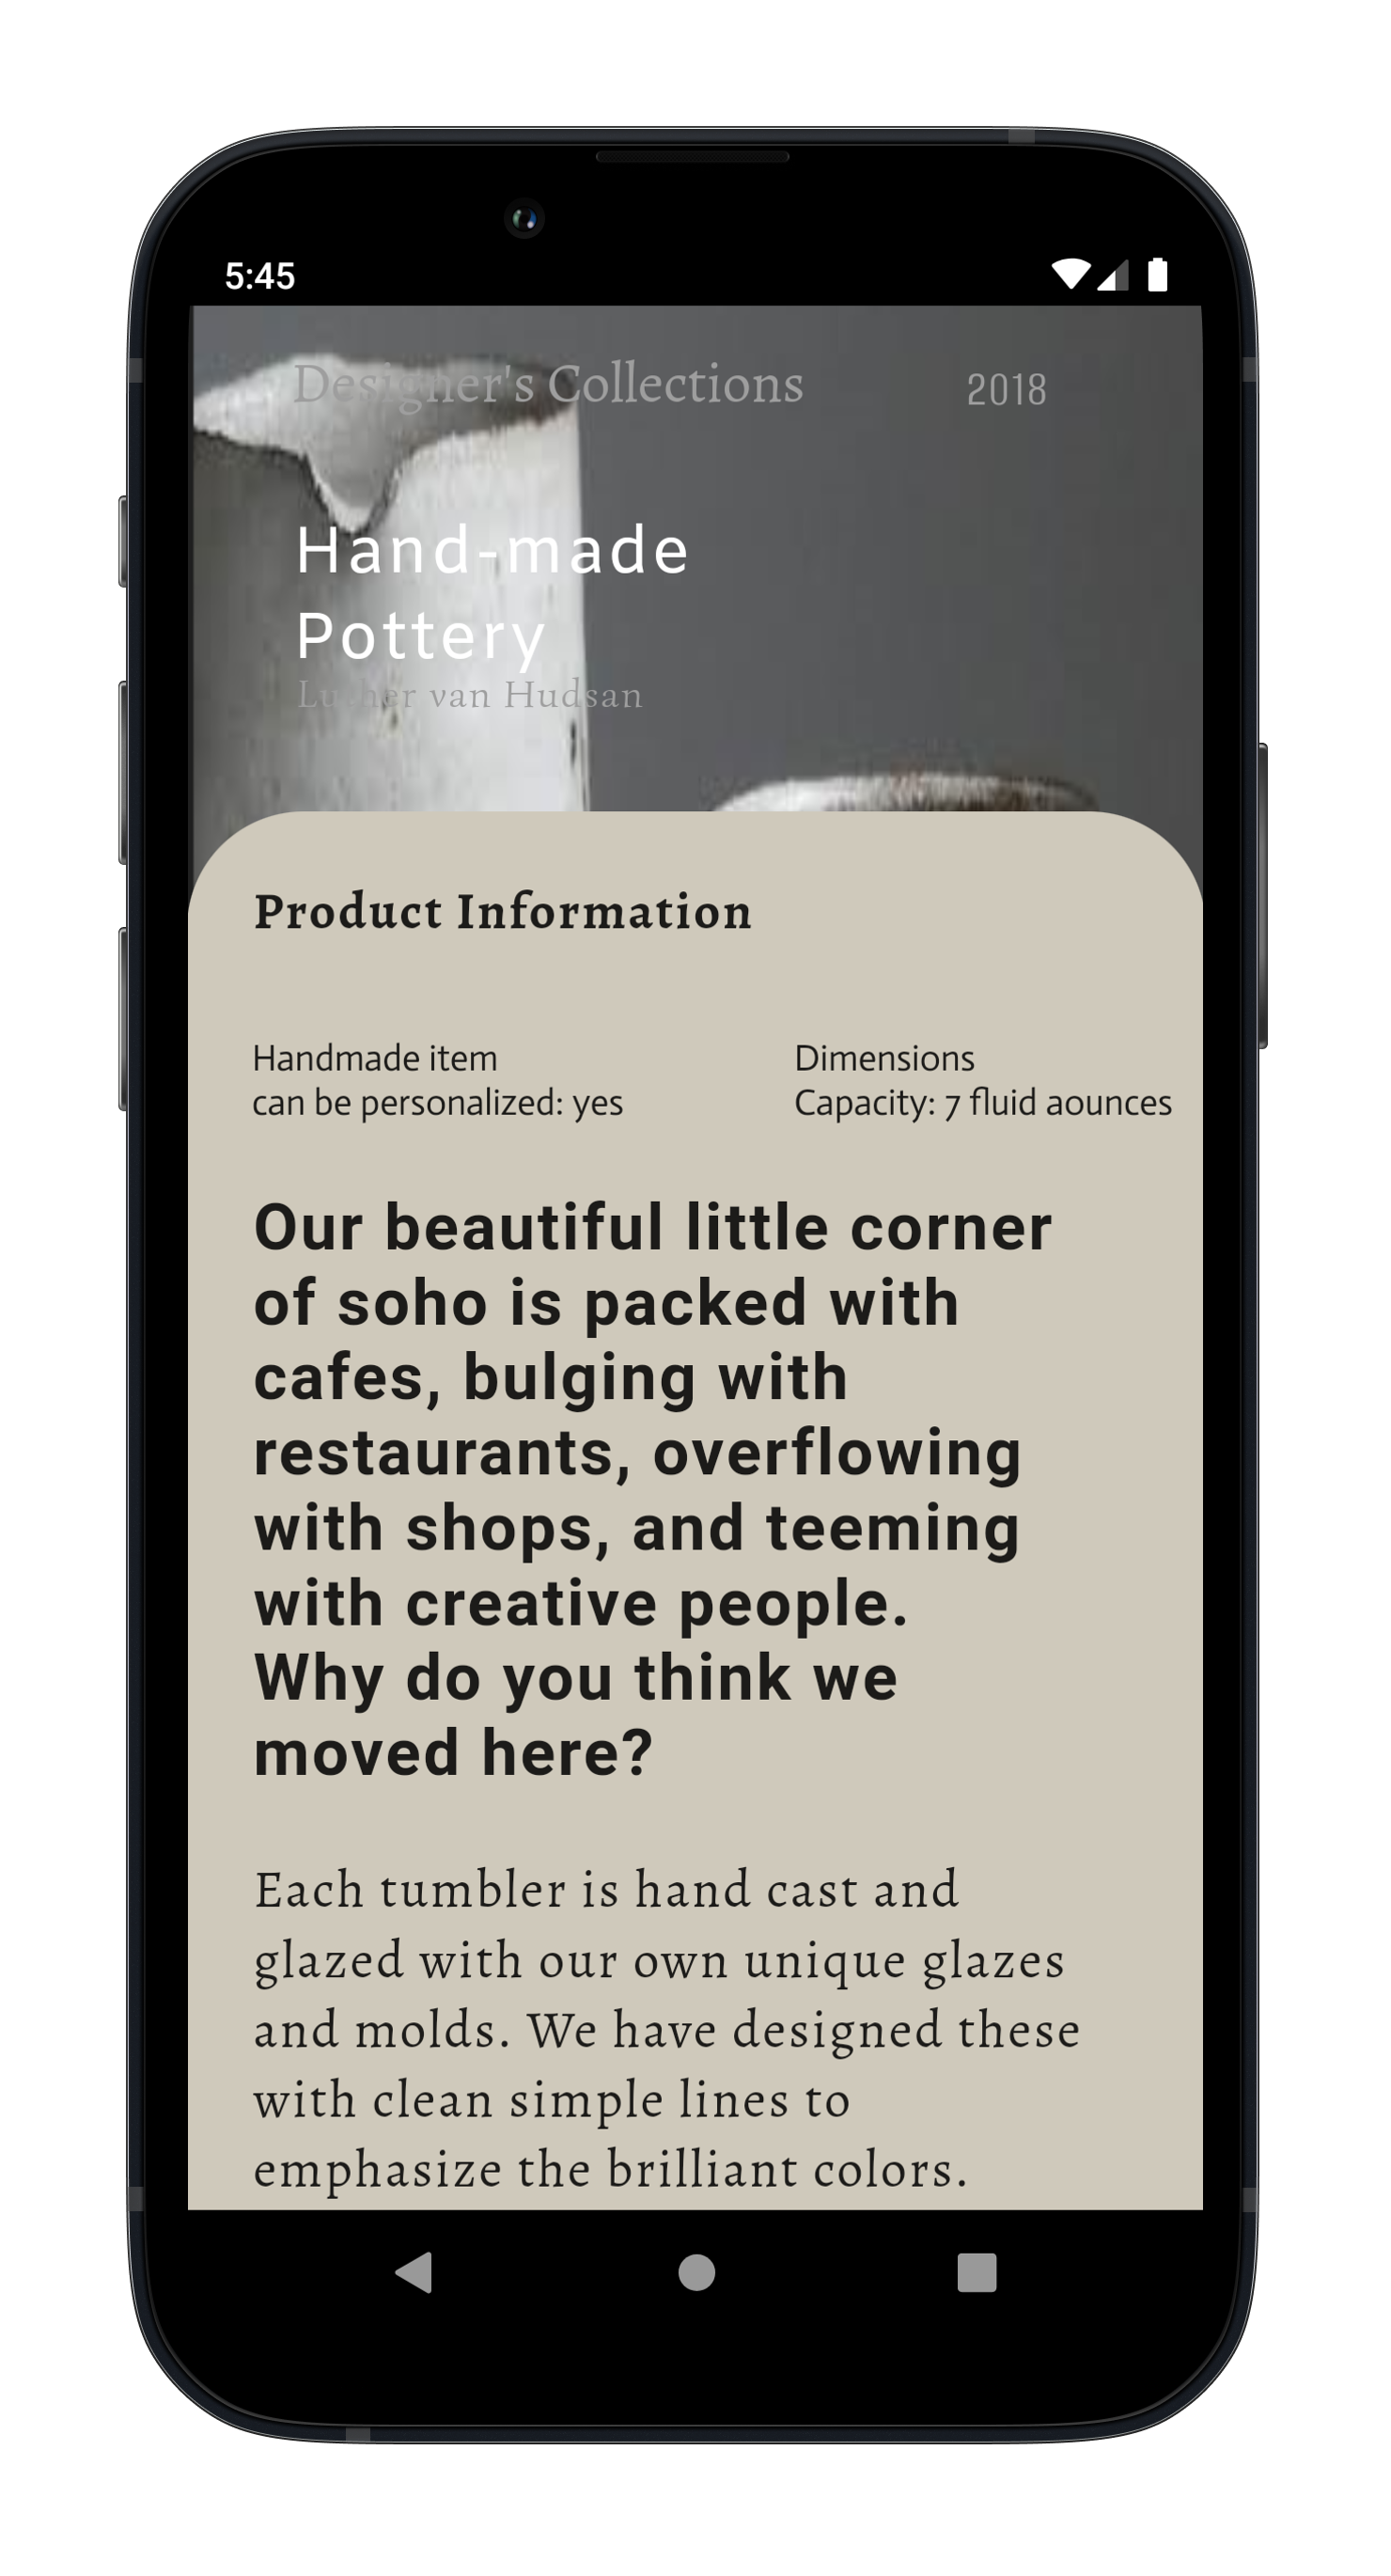 5:45
Designer's Collections 2018
Hand-made
Pottery
Luther van Hudsan
Product Information
Handmade item Dimensions
can be personalized: yes Capacity: 7 fluid aounces
Our beautiful little corner
of soho is packed with
cafes, bulging with
restaurants, overflowing
with shops, and teeming
with creative people.
Why do you think we
moved here?
Each tumbler is hand cast and
glazed with our own unique glazes
and molds. We have designed these
with clean simple lines to
emphasize the brilliant colors.